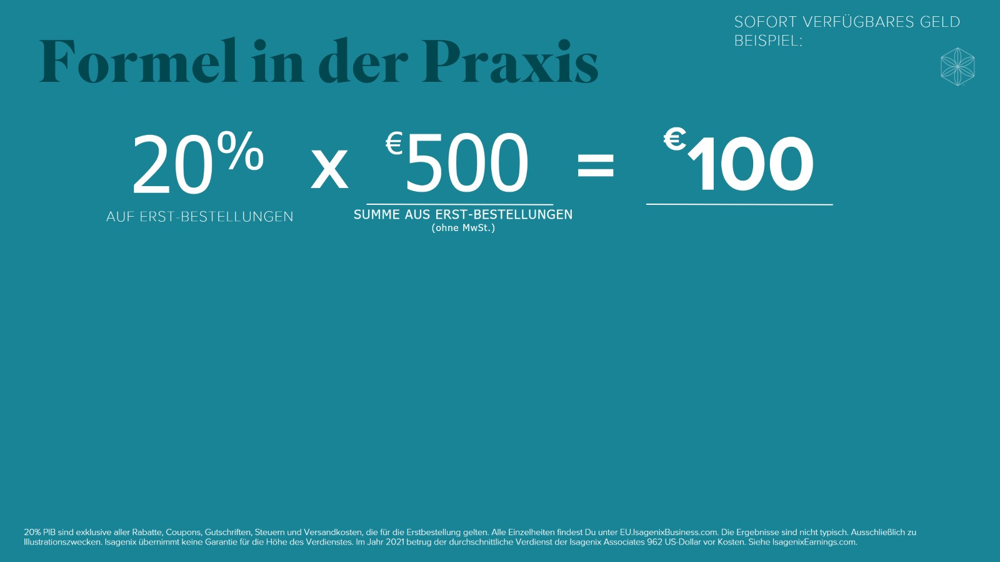 SOFORT VERFÜGBARES GELD
BEISPIEL:
Formel in der Praxis
20% x €500 = €100
AUF ERST-BESTELLUNGEN
SUMME AUS ERST-BESTELLUNGEN
(ohne MwSt.)
20% PIB sind exklusive aller Rabatte, Coupons, Gutschriften, Steuern und Versandkosten, die für die Erstbestellung gelten. Alle Einzelheiten findest Du unter EU.IsagenixBusiness.com. Die Ergebnisse sind nicht typisch. Ausschließlich zu
Illustrationszwecken. Isagenix übernimmt keine Garantie für die Höhe des Verdienstes. Im Jahr 2021 betrug der durchschnittliche Verdienst der Isagenix Associates 962 US-Dollar vor Kosten. Siehe IsagenixEarnings.com.